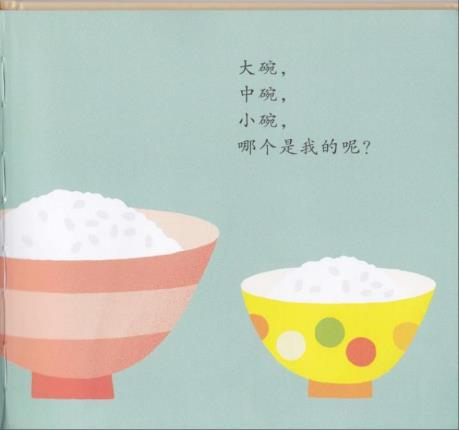 大碗，
中碗，
小碗，
哪个是我的呢？